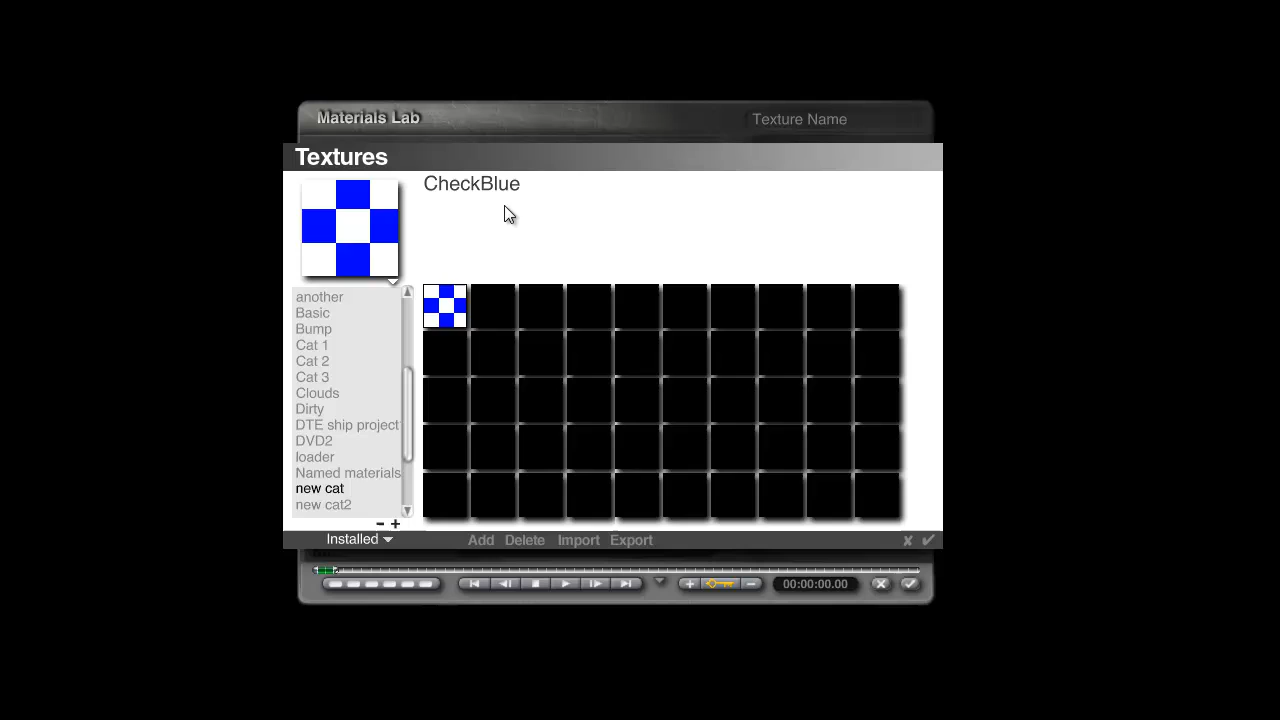 Materials Lab
Texture Name
Textures
CheckBlue
another
Basic
Bump
Cat 1
Cat 2
Cat 3
Clouds
Dirty
DTE ship project
DVD2
loader
Named materials
new cat
new cat2
Installed
Add Delete Import Export
00:00:00.00